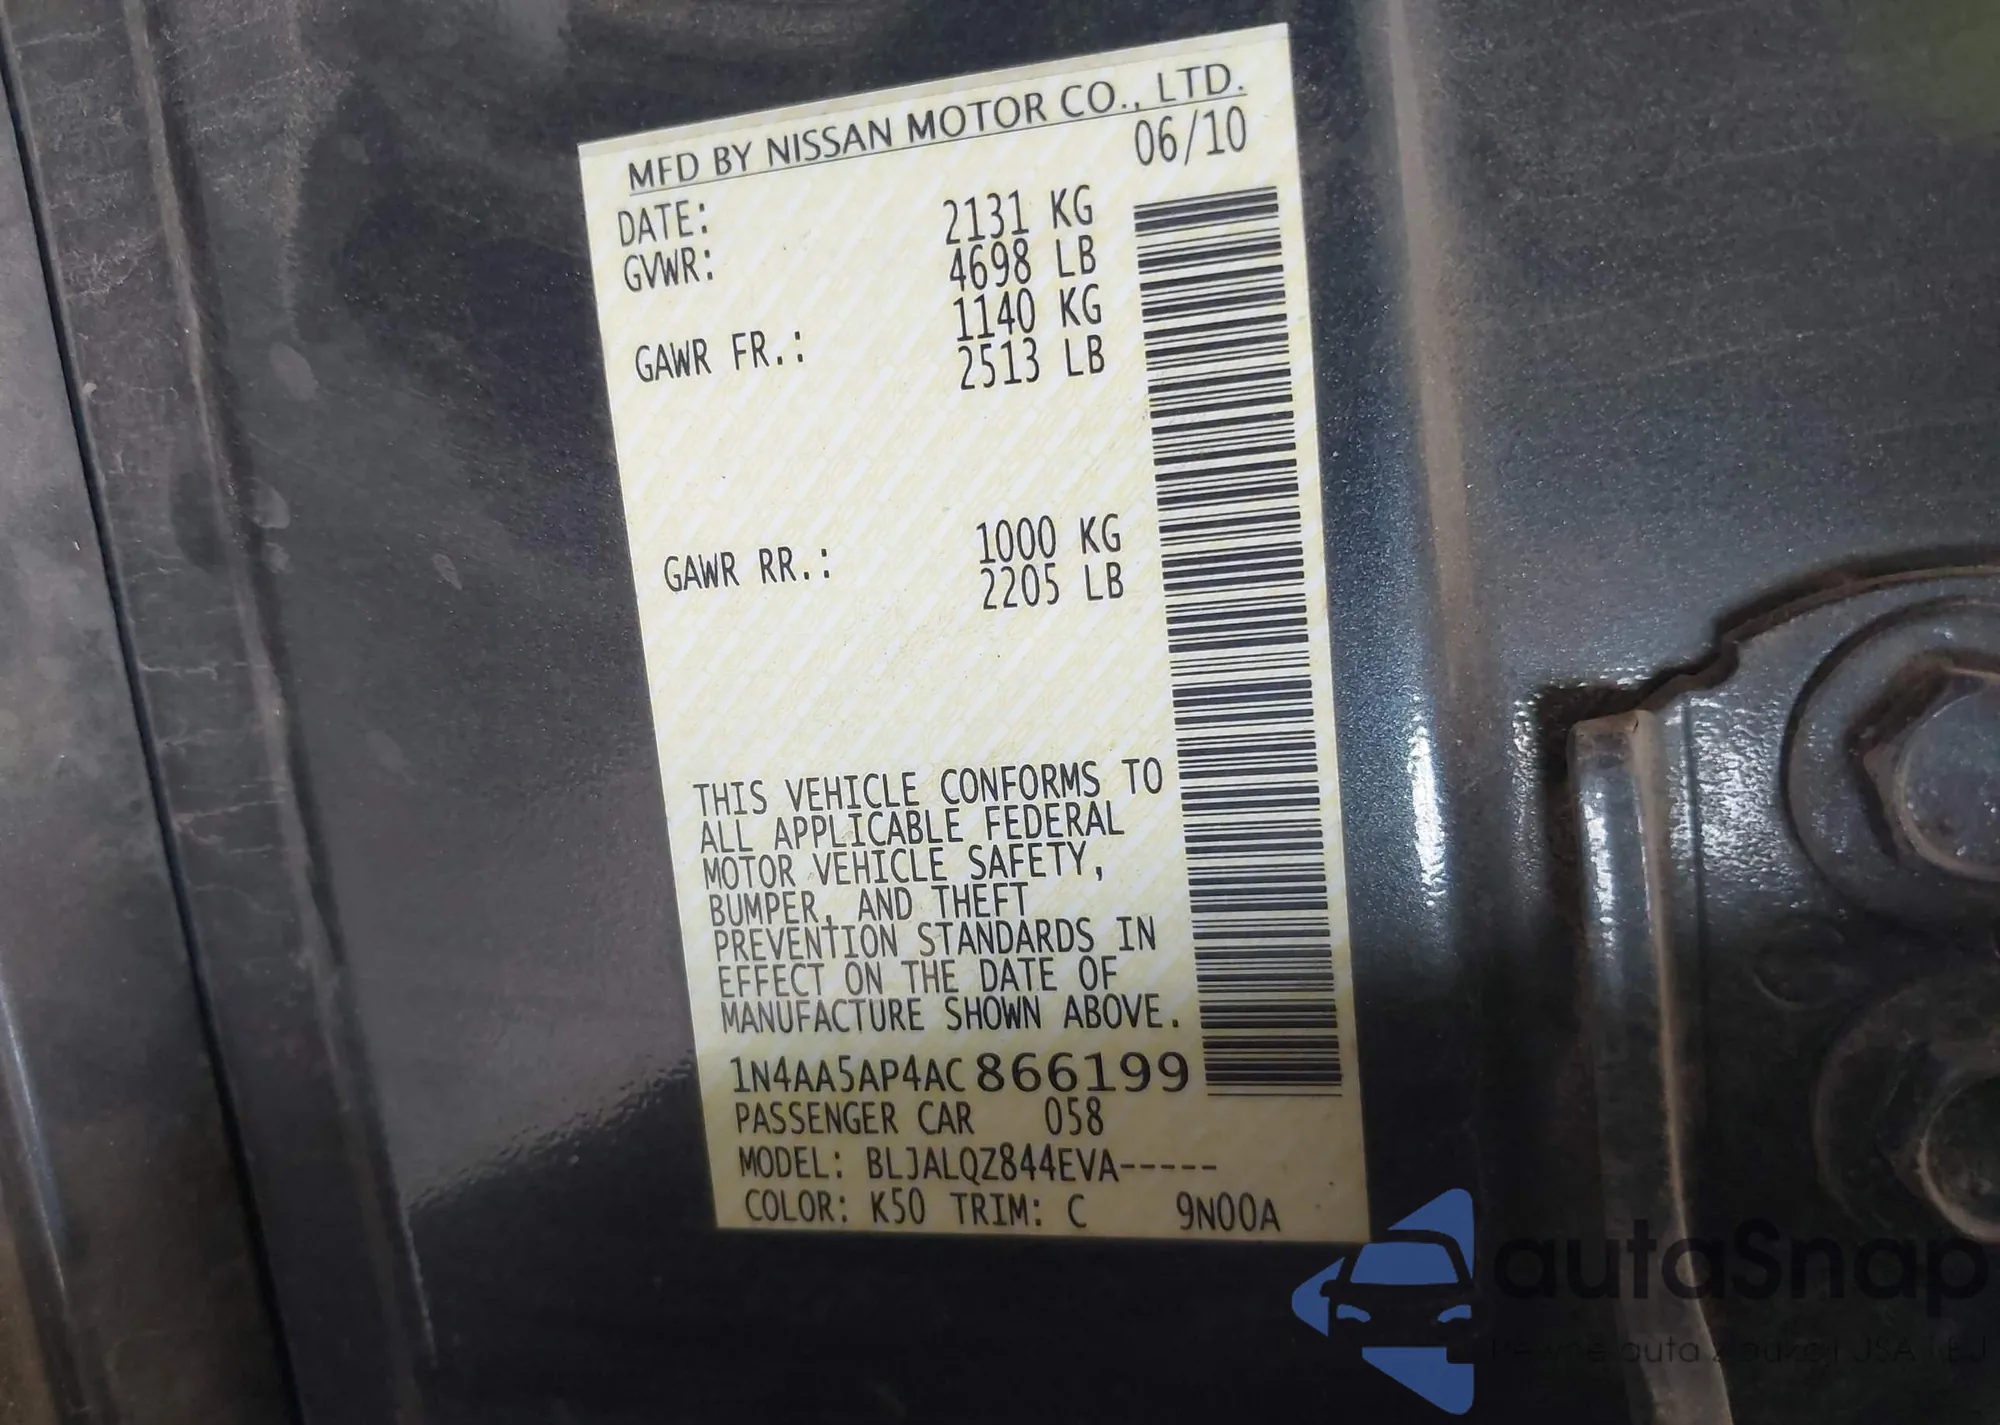 MFD BY NISSAN MOTOR CO., LTD.
DATE: 06/10
GVWR: 2131 KG
4698 LB
GAWR FR.: 1140 KG
2513 LB
GAWR RR.: 1000 KG
2205 LB
THIS VEHICLE CONFORMS TO
ALL APPLICABLE FEDERAL
MOTOR VEHICLE SAFETY,
BUMPER, AND THEFT
PREVENTION STANDARDS IN
EFFECT ON THE DATE OF
MANUFACTURE SHOWN ABOVE.
1N4AA5AP4AC866199
PASSENGER CAR 058
MODEL: BLJALQZ844EVA-----
COLOR: K50 TRIM: C 9N00A
autaSnap
auta z